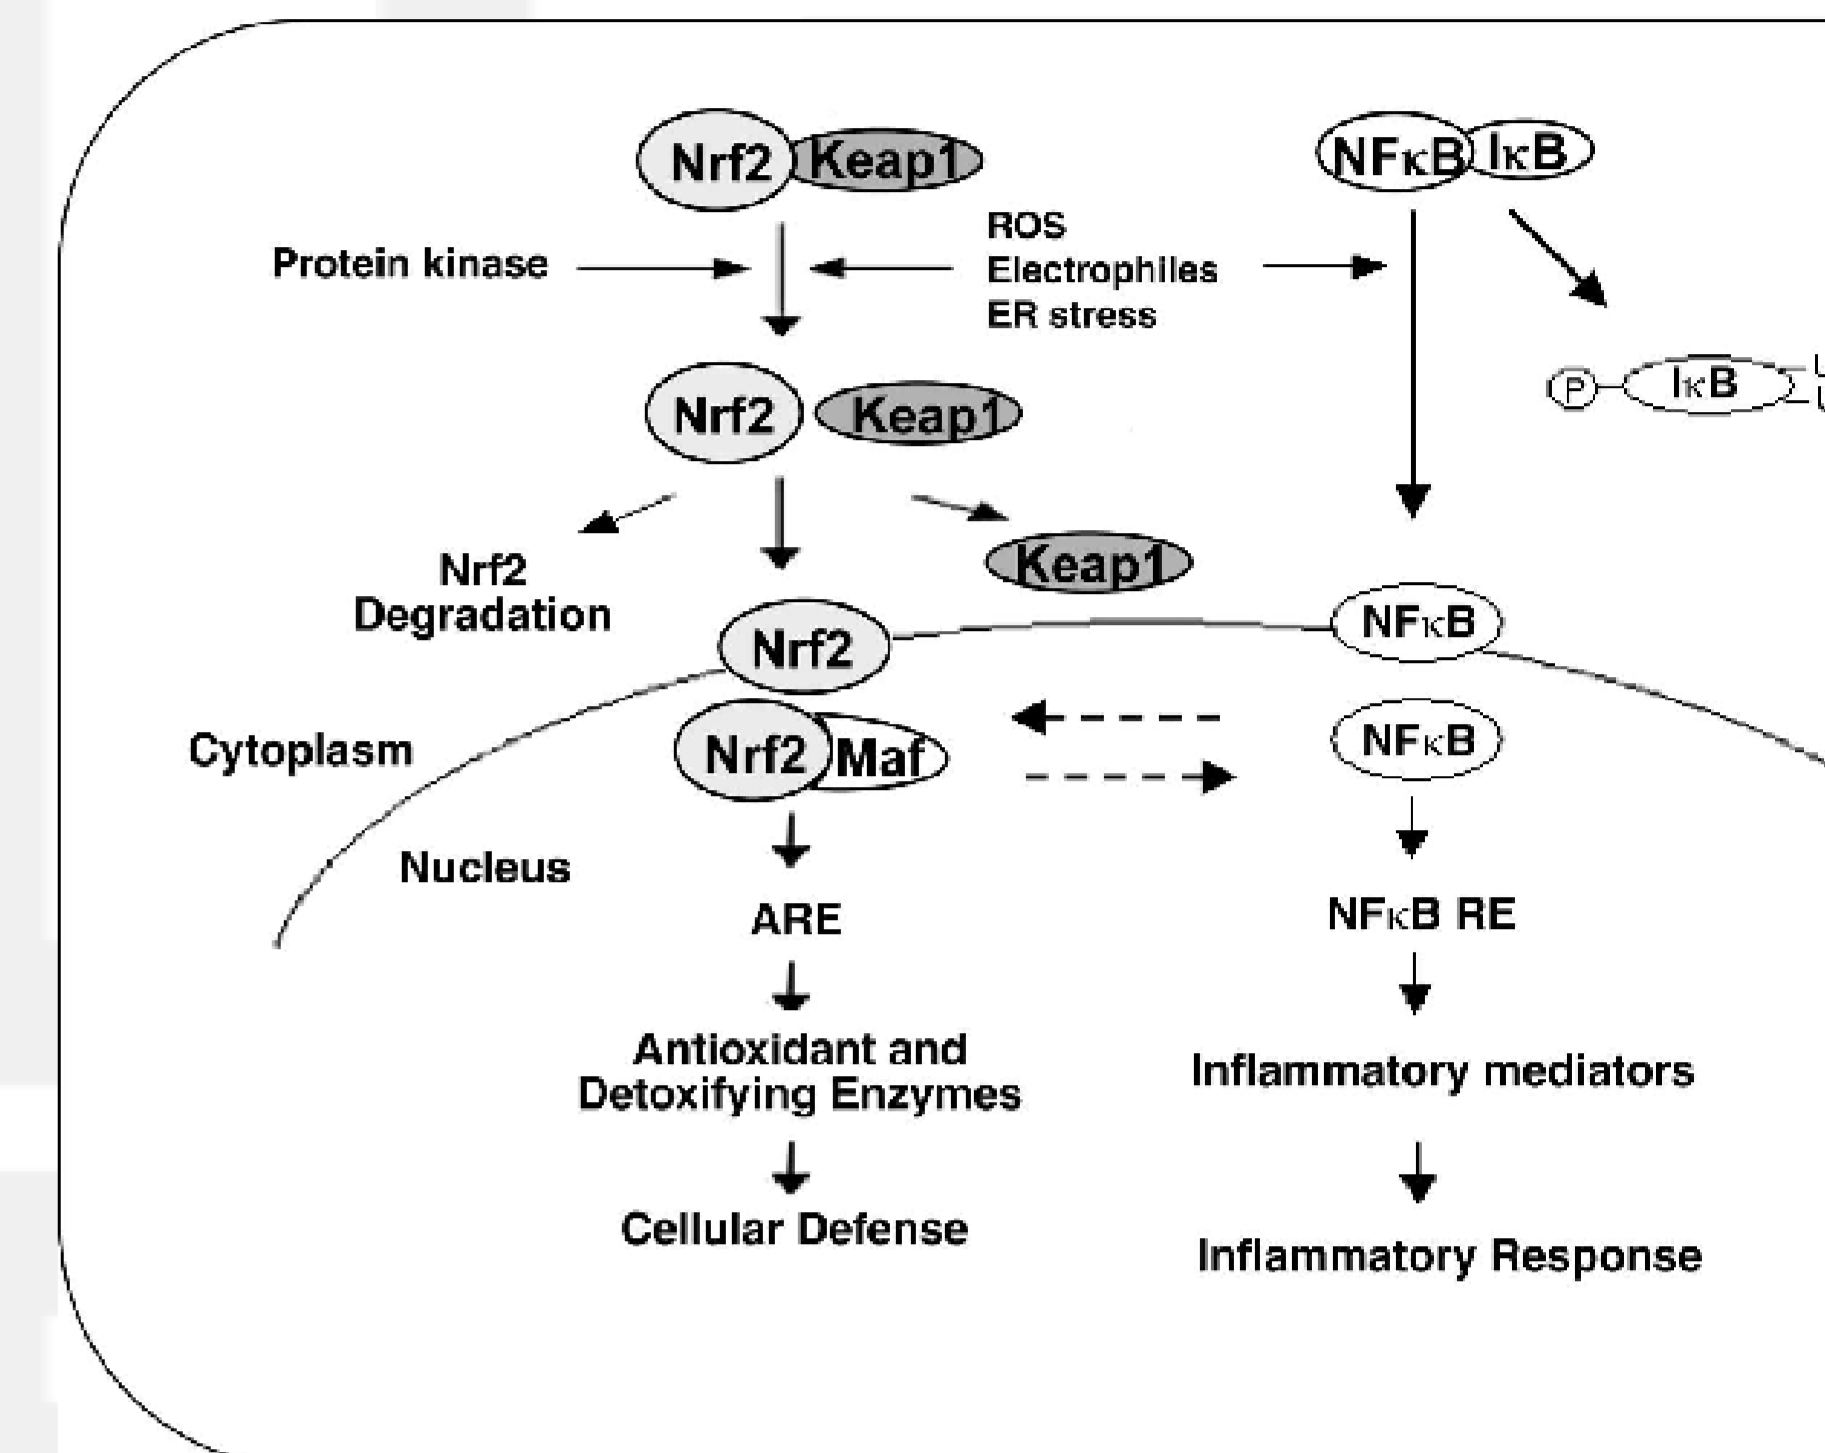 Nrf2 Keap1
NFκB IκB
ROS
Protein kinase
Electrophiles
ER stress
Nrf2 Keap1
P IκB
Nrf2
Degradation
Keap1
Nrf2
NFκB
Cytoplasm
Nrf2 Maf
NFκB
Nucleus
ARE
NFκB RE
Antioxidant and
Detoxifying Enzymes
Inflammatory mediators
Cellular Defense
Inflammatory Response